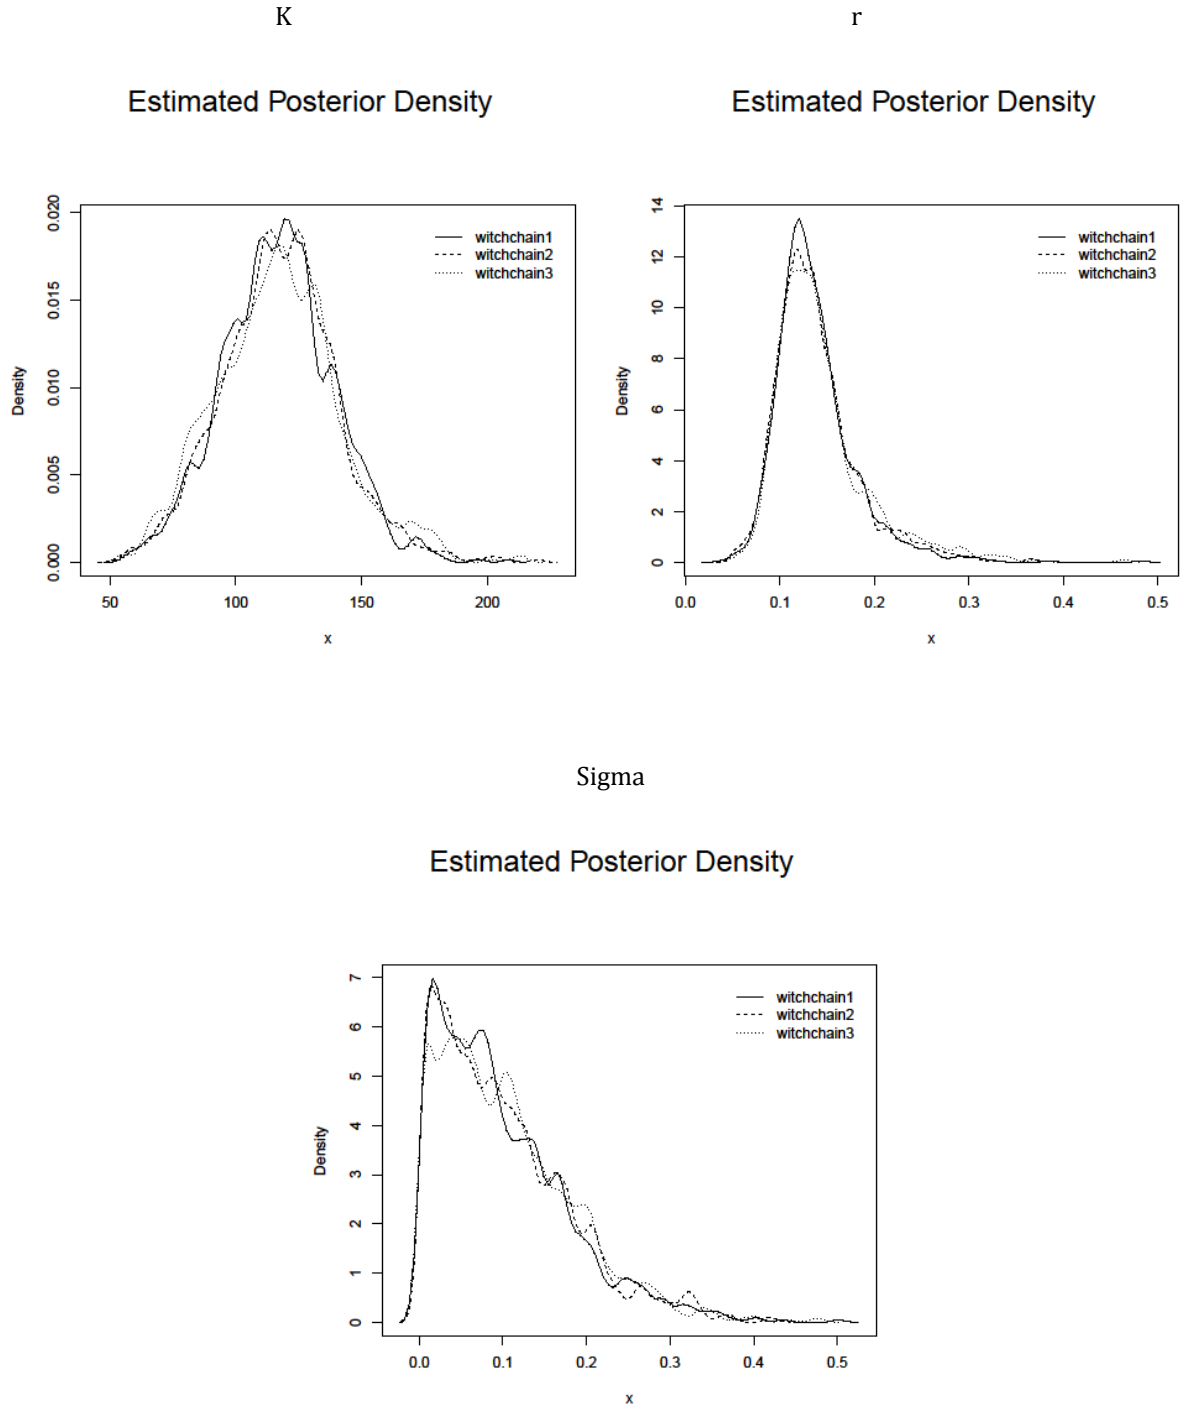 K
r
Estimated Posterior Density
Estimated Posterior Density
0.020
0.015
0.010
0.005
0.000
Density
witchchain1
witchchain2
witchchain3
50 100 150 200
x
14
12
10
8
6
4
2
0
Density
witchchain1
witchchain2
witchchain3
0.0 0.1 0.2 0.3 0.4 0.5
x
Sigma
Estimated Posterior Density
7
6
5
4
3
2
1
0
Density
witchchain1
witchchain2
witchchain3
0.0 0.1 0.2 0.3 0.4 0.5
x